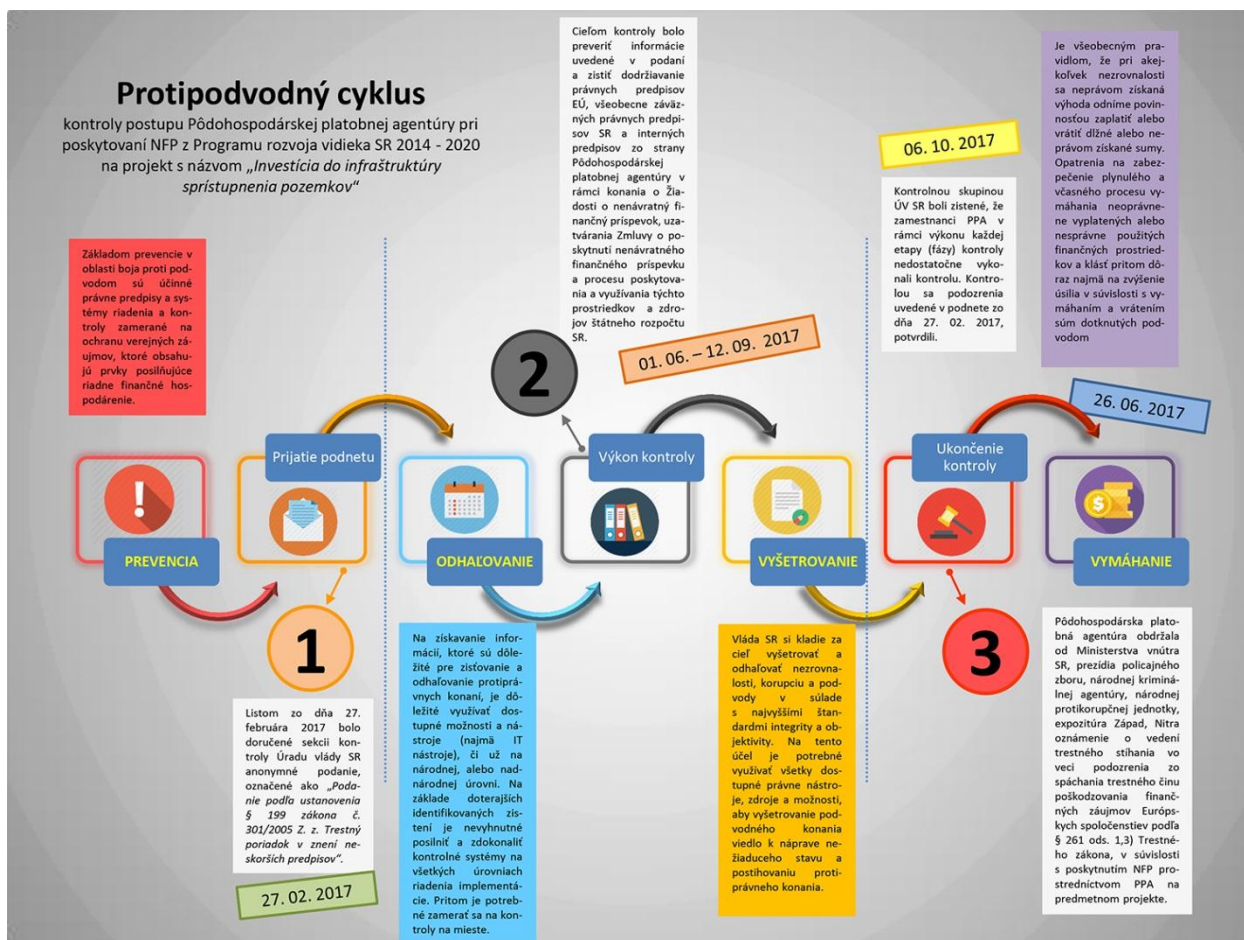 Protipodvodný cyklus
kontroly postupu Pôdohospodárskej platobnej agentúry pri
poskytovaní NFP z Programu rozvoja vidieka SR 2014 - 2020
na projekt s názvom „Investícia do infraštruktúry
sprístupnenia pozemkov“
Základom prevencie v
oblasti boja proti pod-
vodom sú účinné
právne predpisy a sys-
témy riadenia a kon-
troly zamerané na
ochranu verejných zá-
ujmov, ktoré obsahu-
jú prvky posilňujúce
riadne finančné hos-
podárenie.
Cieľom kontroly bolo
preveriť informácie
uvedené v podaní
a zistiť dodržiavanie
právnych predpisov
EÚ, všeobecne záväz-
ných právnych predpi-
sov SR a interných
predpisov zo strany
Pôdohospodárskej
platobnej agentúry v
rámci konania o Žia-
dosti o nenávratný fi-
nančný príspevok, uza-
tvárania Zmluvy o po-
skytnutí nenávratného
finančného príspevku
a procesu poskytova-
nia a využívania týchto
prostriedkov a zdro-
jov štátneho rozpočtu
SR.
01. 06. – 12. 09. 2017
06. 10. 2017
Kontrolnou skupinou
ÚV SR boli zistené, že
zamestnanci PPA v
rámci výkonu každej
etapy (fázy) kontroly
nedostatočne vyko-
nali kontrolu. Kontro-
lou sa podozrenia
uvedené v podnete zo
dňa 27. 02. 2017,
potvrdili.
Je všeobecným pra-
vidlom, že pri akej-
koľvek nezrovnalosti
sa neprávom získaná
výhoda odníme povin-
nosťou zaplatiť alebo
vrátiť dlžné alebo ne-
právom získané sumy.
Opatrenia na zabez-
pečenie plynulého a
včasného procesu vy-
máhania neoprávne-
ne vyplatených alebo
nesprávne použitých
finančných prostried-
kov a klásť pritom dô-
raz najmä na zvýšenie
úsilia v súvislosti s vy-
máhaním a vrátením
súm dotknutých pod-
vodom
26. 06. 2017
2
PREVENCIA
Prijatie podnetu
ODHAĽOVANIE
Výkon kontroly
VYŠETROVANIE
Ukončenie
kontroly
VYMÁHANIE
1
3
Listom zo dňa 27.
februára 2017 bolo
doručené sekcii kon-
troly Úradu vlády SR
anonymné podanie,
označené ako „Poda-
nie podľa ustanovenia
§ 199 zákona č.
301/2005 Z. z. Trestný
poriadok v znení ne-
skorších predpisov“.
27. 02. 2017
Na získavanie infor-
mácií, ktoré sú dôle-
žité pre zisťovanie a
odhaľovanie protipráv-
nych konaní, je dô-
ležité využívať dos-
tupné možnosti a ná-
stroje (najmä IT
nástroje), či už na
národnej, alebo nad-
národnej úrovni. Na
základe doterajších
identifikovaných zis-
tení je nevyhnutné
posilniť a zdokonaliť
kontrolné systémy na
všetkých úrovniach
riadenia implementá-
cie. Pritom je potreb-
né zamerať sa na kon-
troly na mieste.
Vláda SR si kladie za
cieľ vyšetrovať a
odhaľovať nezrovna-
losti, korupciu a pod-
vody v súlade
s najvyššími štan-
dardmi integrity a ob-
jektivity. Na tento
účel je potrebné
využívať všetky dos-
tupné právne nástro-
je, zdroje a možnosti,
aby vyšetrovanie pod-
vodného konania
viedlo k náprave ne-
žiaduceho stavu a
postihovaniu proti-
právneho konania.
Pôdohospodárska plato-
bná agentúra obdržala
od Ministerstva vnútra
SR, prezídia policajného
zboru, národnej kriminá-
lnej agentúry, národnej
protikorupčnej jednotky,
expozitúra Západ, Nitra
oznámenie o vedení
trestného stíhania vo
veci podozrenia zo
spáchania trestného činu
poškodzovania finanč-
ných záujmov Európs-
kych spoločenstiev podľa
§ 261 ods. 1,3) Trestné-
ho zákona, v súvislosti
s poskytnutím NFP pro-
stredníctvom PPA na
predmetnom projekte.